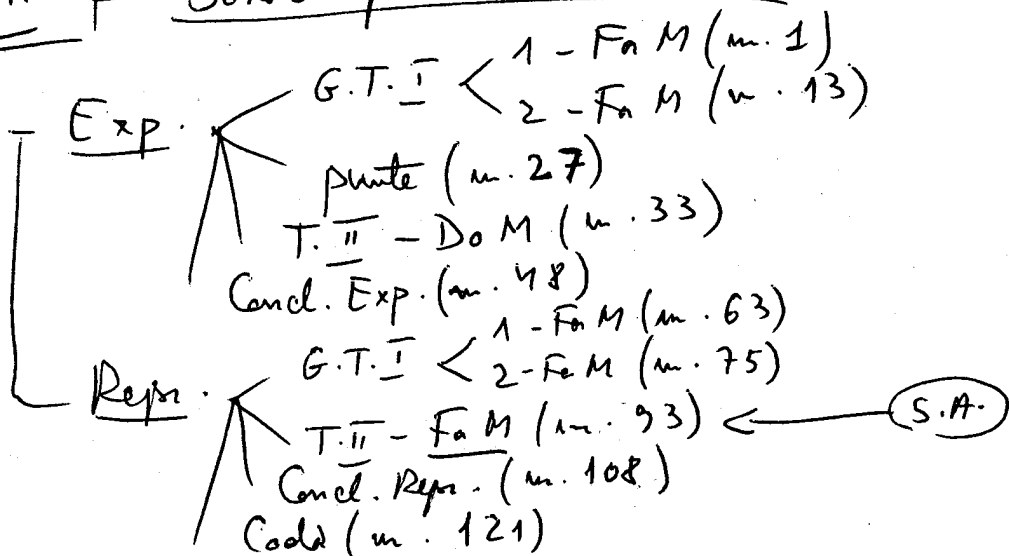 1 - Fa M (m. 1)
G.T. I <
2 - Fa M (m. 13)
- Exp.
punte (m. 27)
T. II - Do M (m. 33)
Concl. Exp. (m. 48)
1 - Fa M (m. 63)
G.T. I <
2 - Fa M (m. 75)
Repr.
T. II - Fa M (m. 93) ← S.A.
Concl. Repr. (m. 108)
Coda (m. 121)